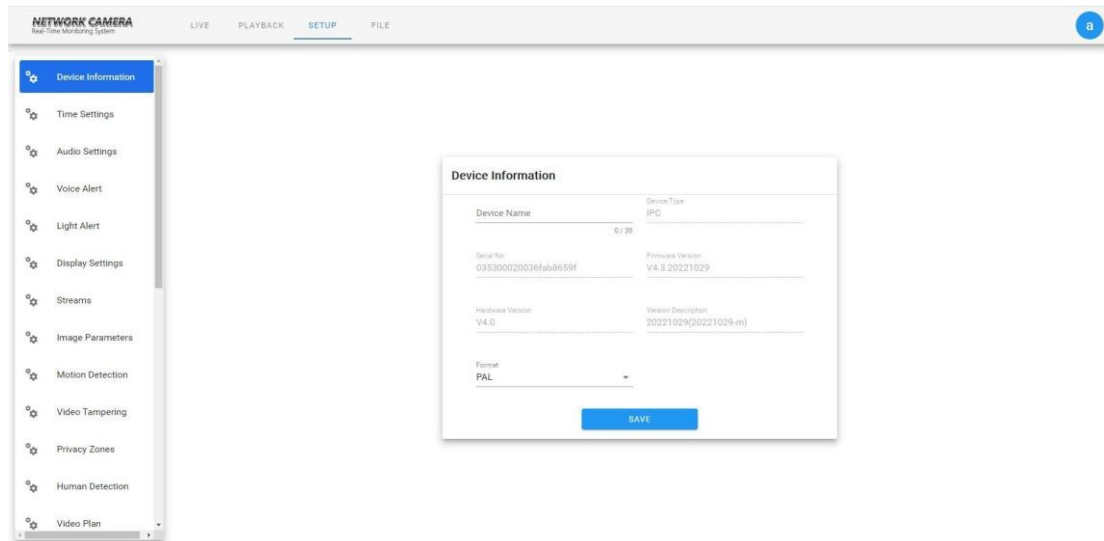 NETWORK CAMERA
Real-Time Monitoring System
LIVE PLAYBACK SETUP FILE
a
Device Information
Time Settings
Audio Settings
Voice Alert
Light Alert
Display Settings
Streams
Image Parameters
Motion Detection
Video Tampering
Privacy Zones
Human Detection
Video Plan
Device Information
Device Name
0 / 30
Device Type
IPC
Serial No
035300020036fab8659f
Firmware Version
V4.3.20221029
Hardware Version
V4.0
Version Description
20221029(20221029-m)
Format
PAL
SAVE